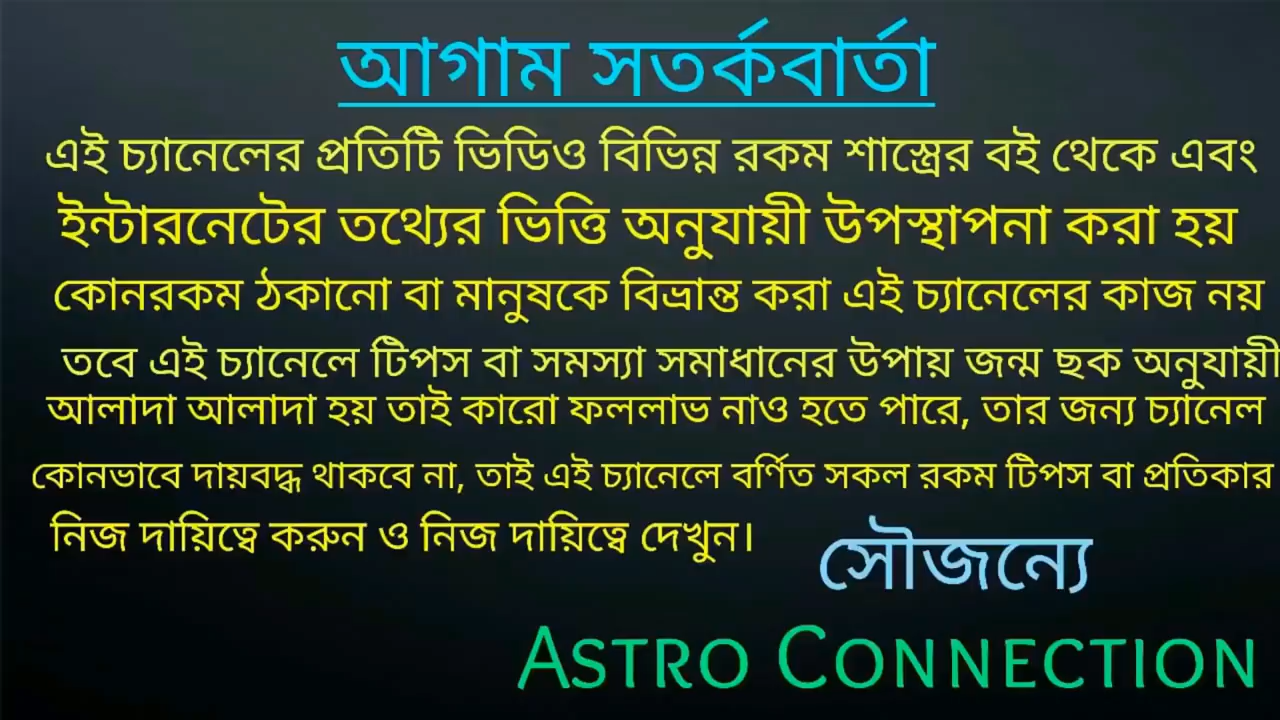 আগাম সতর্কবার্তা
এই চ্যানেলের প্রতিটি ভিডিও বিভিন্ন রকম শাস্ত্রের বই থেকে এবং
ইন্টারনেটের তথ্যের ভিত্তি অনুযায়ী উপস্থাপনা করা হয়
কোনরকম ঠকানো বা মানুষকে বিভ্রান্ত করা এই চ্যানেলের কাজ নয়
তবে এই চ্যানেলে টিপস বা সমস্যা সমাধানের উপায় জন্ম ছক অনুযায়ী
আলাদা আলাদা হয় তাই কারো ফললাভ নাও হতে পারে, তার জন্য চ্যানেল
কোনভাবে দায়বদ্ধ থাকবে না, তাই এই চ্যানেলে বর্ণিত সকল রকম টিপস বা প্রতিকার
নিজ দায়িত্বে করুন ও নিজ দায়িত্বে দেখুন।
সৌজন্যে
ASTRO CONNECTION